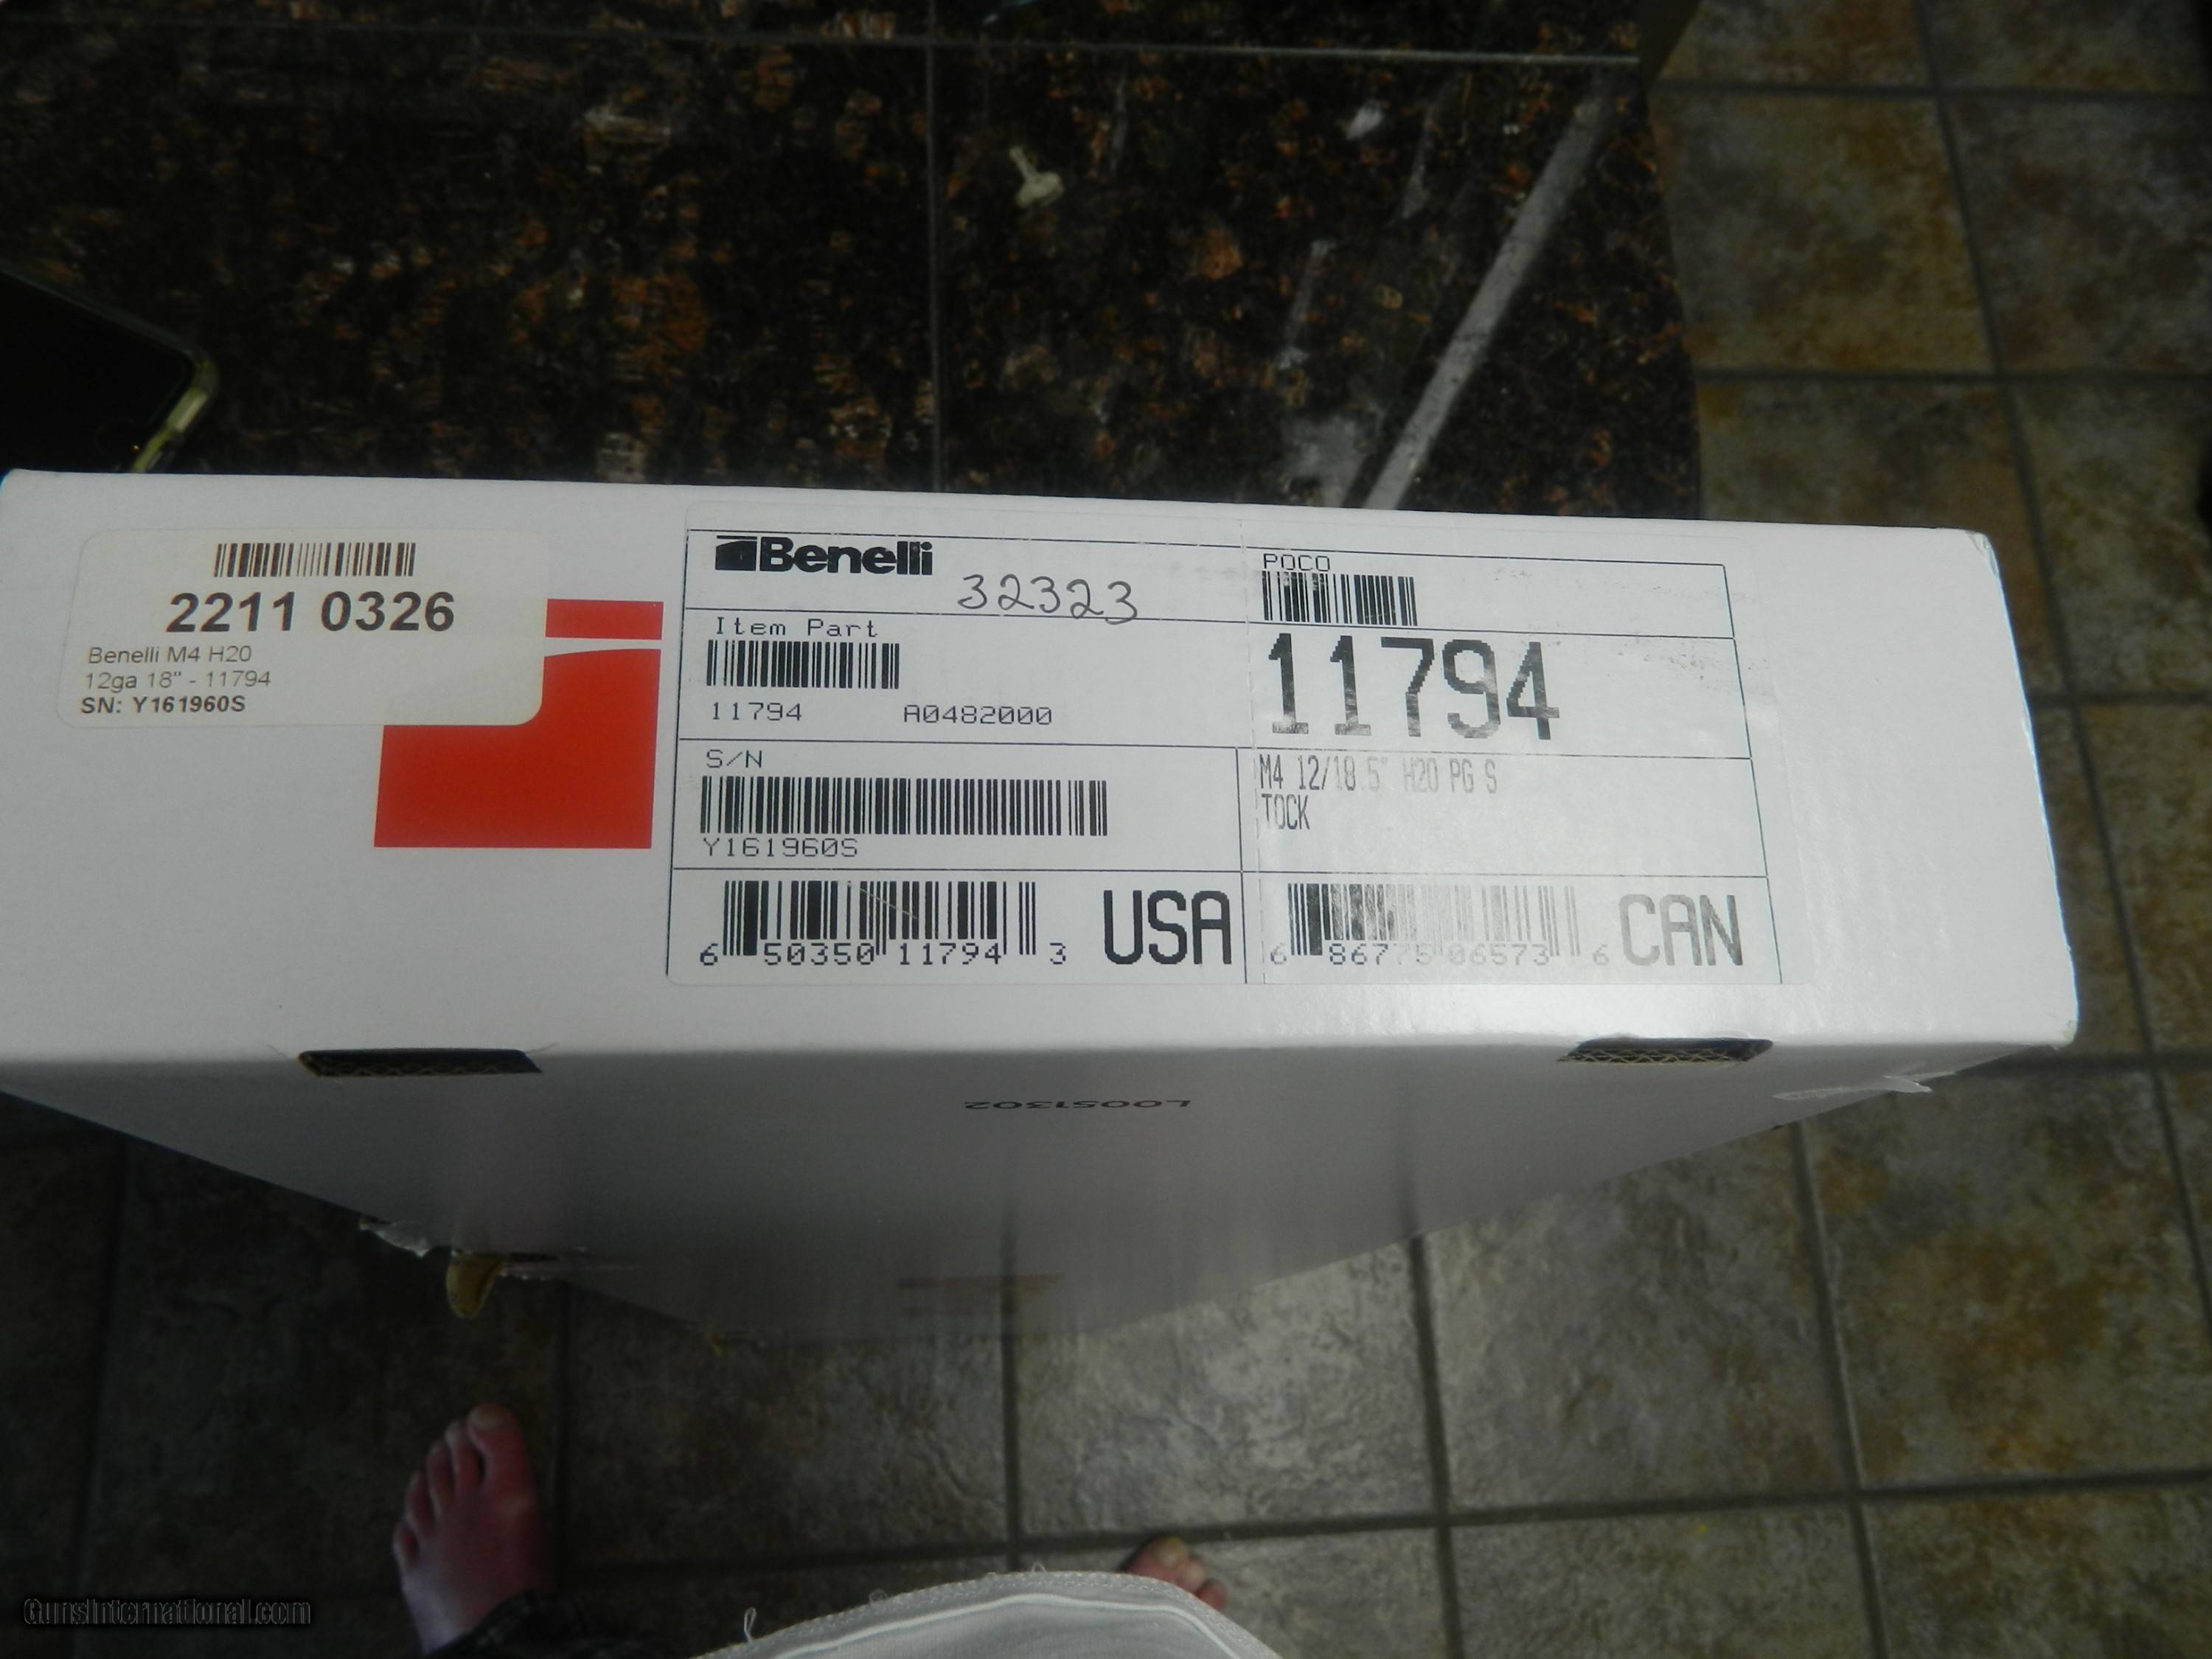 2211 0326
Benelli M4 H20
12ga 18" - 11794
SN: Y161960S
Benelli
32323
POCO
Item Part
11794 A0482000
11794
S/N
Y161960S
M4 12/18.5" H20 PG S
TOCK
6 50350 11794 3 USA
6 86775 06573 6 CAN
L0051302
GunsInternational.com